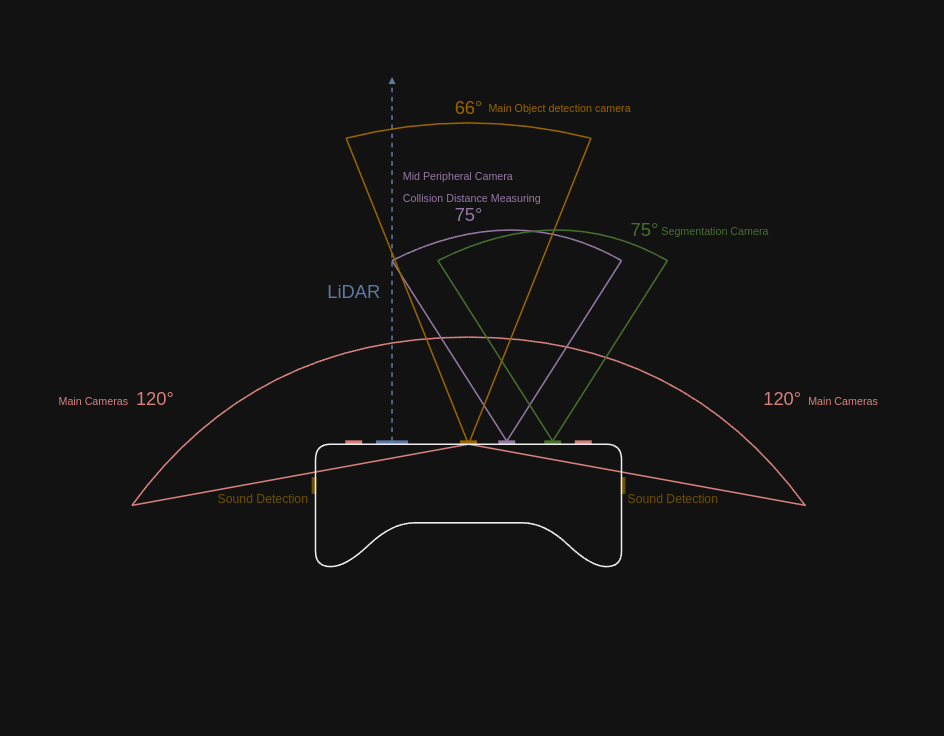 66° Main Object detection camera
Mid Peripheral Camera
Collision Distance Measuring
75°
75° Segmentation Camera
LiDAR
Main Cameras 120°
120° Main Cameras
Sound Detection
Sound Detection